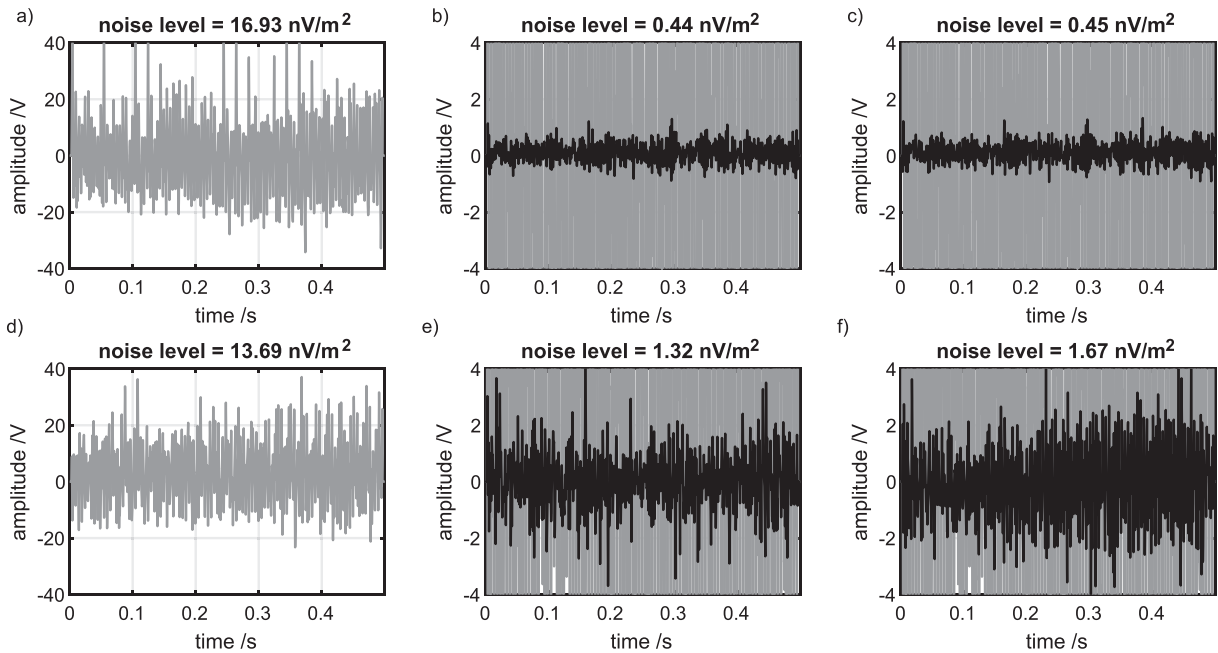 a)
noise level = 16.93 nV/m²
amplitude /V
40
20
0
-20
-40
0 0.1 0.2 0.3 0.4
time /s
b)
noise level = 0.44 nV/m²
amplitude /V
4
2
0
-2
-4
0 0.1 0.2 0.3 0.4
time /s
c)
noise level = 0.45 nV/m²
amplitude /V
4
2
0
-2
-4
0 0.1 0.2 0.3 0.4
time /s
d)
noise level = 13.69 nV/m²
amplitude /V
40
20
0
-20
-40
0 0.1 0.2 0.3 0.4
time /s
e)
noise level = 1.32 nV/m²
amplitude /V
4
2
0
-2
-4
0 0.1 0.2 0.3 0.4
time /s
f)
noise level = 1.67 nV/m²
amplitude /V
4
2
0
-2
-4
0 0.1 0.2 0.3 0.4
time /s